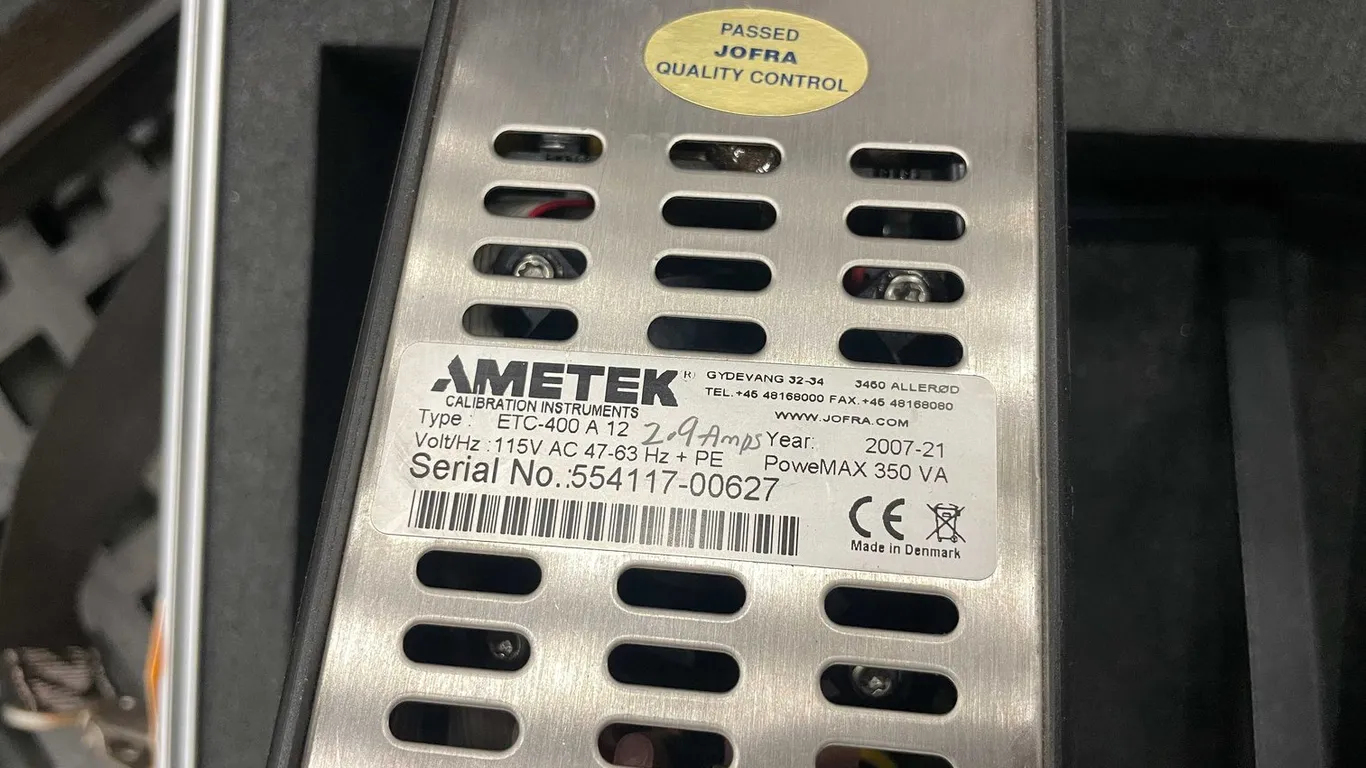 PASSED
JOFRA
QUALITY CONTROL
AMETEK (R) GYDEVANG 32-34 3460 ALLERØD
TEL.+45 48168000 FAX.+45 48168080
CALIBRATION INSTRUMENTS WWW.JOFRA.COM
Type : ETC-400 A 12 2.9 Amps Year: 2007-21
Volt/Hz :115V AC 47-63 Hz + PE PoweMAX 350 VA
Serial No.:554117-00627
CE
Made in Denmark